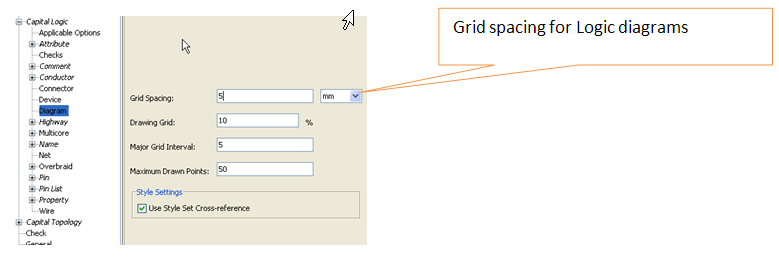 Capital Logic
Applicable Options
Attribute
Checks
Comment
Conductor
Connector
Device
Diagram
Highway
Multicore
Name
Net
Overbraid
Pin
Pin List
Property
Wire
Capital Topology
Check
General
Grid Spacing: 5 mm
Drawing Grid: 10 %
Major Grid Interval: 5
Maximum Drawn Points: 50
Style Settings
Use Style Set Cross-reference
Grid spacing for Logic diagrams